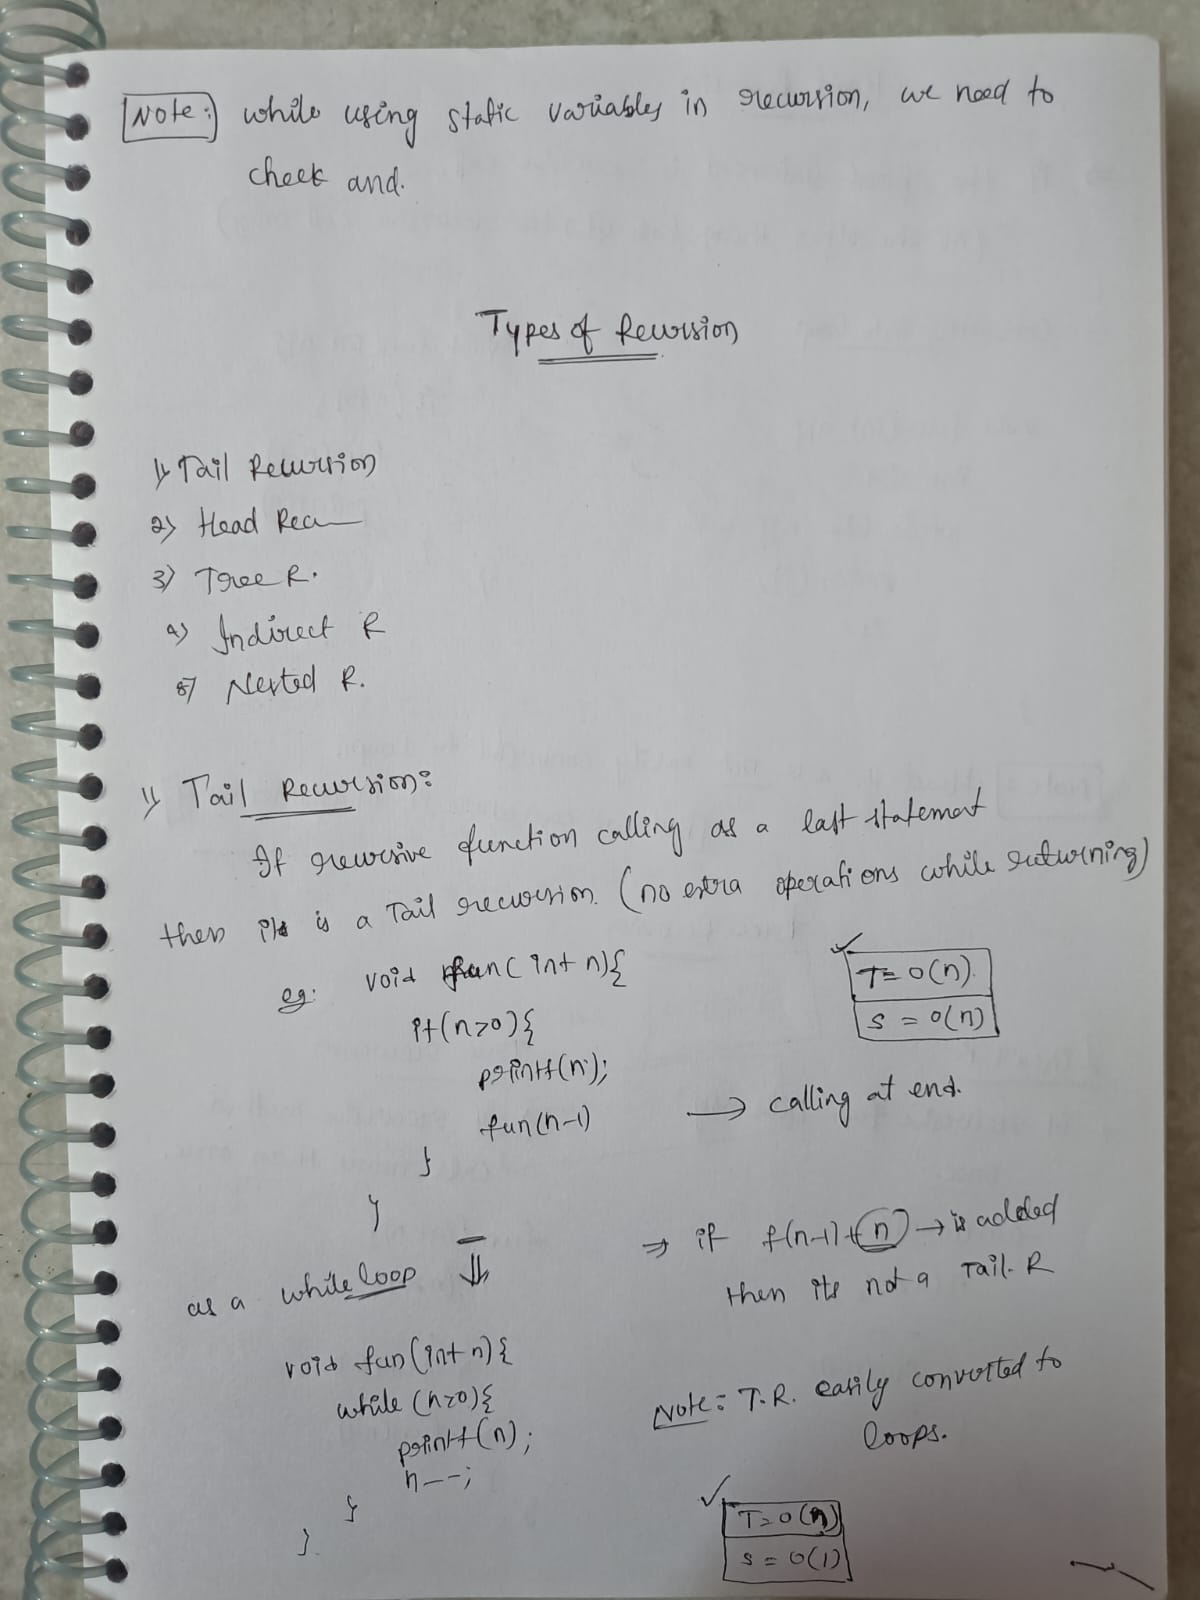 Note: while using static variables in recursion, we need to
check and.
Types of Recursion
1) Tail Recursion
2) Head Rec
3) Tree R.
4) Indirect R
5) Nested R.
1) Tail Recursion:
If recursive function calling as a last statement
then it is a Tail recursion. (no extra operations while returning)
eg: void fun(int n){
T = O(n).
S = O(n)
if(n>0){
printf(n);
fun(n-1) → calling at end.
}
}
⇒ if f(n-1)+n → is added
then its not a Tail. R
as a while loop ⇓
void fun(int n){
while (n>0){
printf(n);
n--;
}
}.
Note: T.R. easily converted to
loops.
T = O(n)
S = O(1)